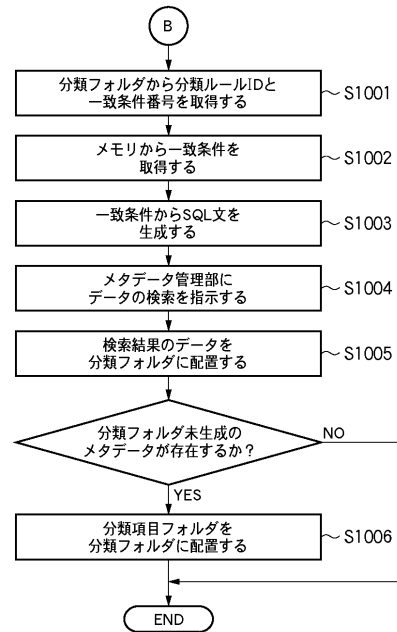 B
分類フォルダから分類ルールIDと
一致条件番号を取得する
S1001
メモリから一致条件を
取得する
S1002
一致条件からSQL文を
生成する
S1003
メタデータ管理部に
データの検索を指示する
S1004
検索結果のデータを
分類フォルダに配置する
S1005
分類フォルダ未生成の
メタデータが存在するか?
NO
YES
分類項目フォルダを
分類フォルダに配置する
S1006
END